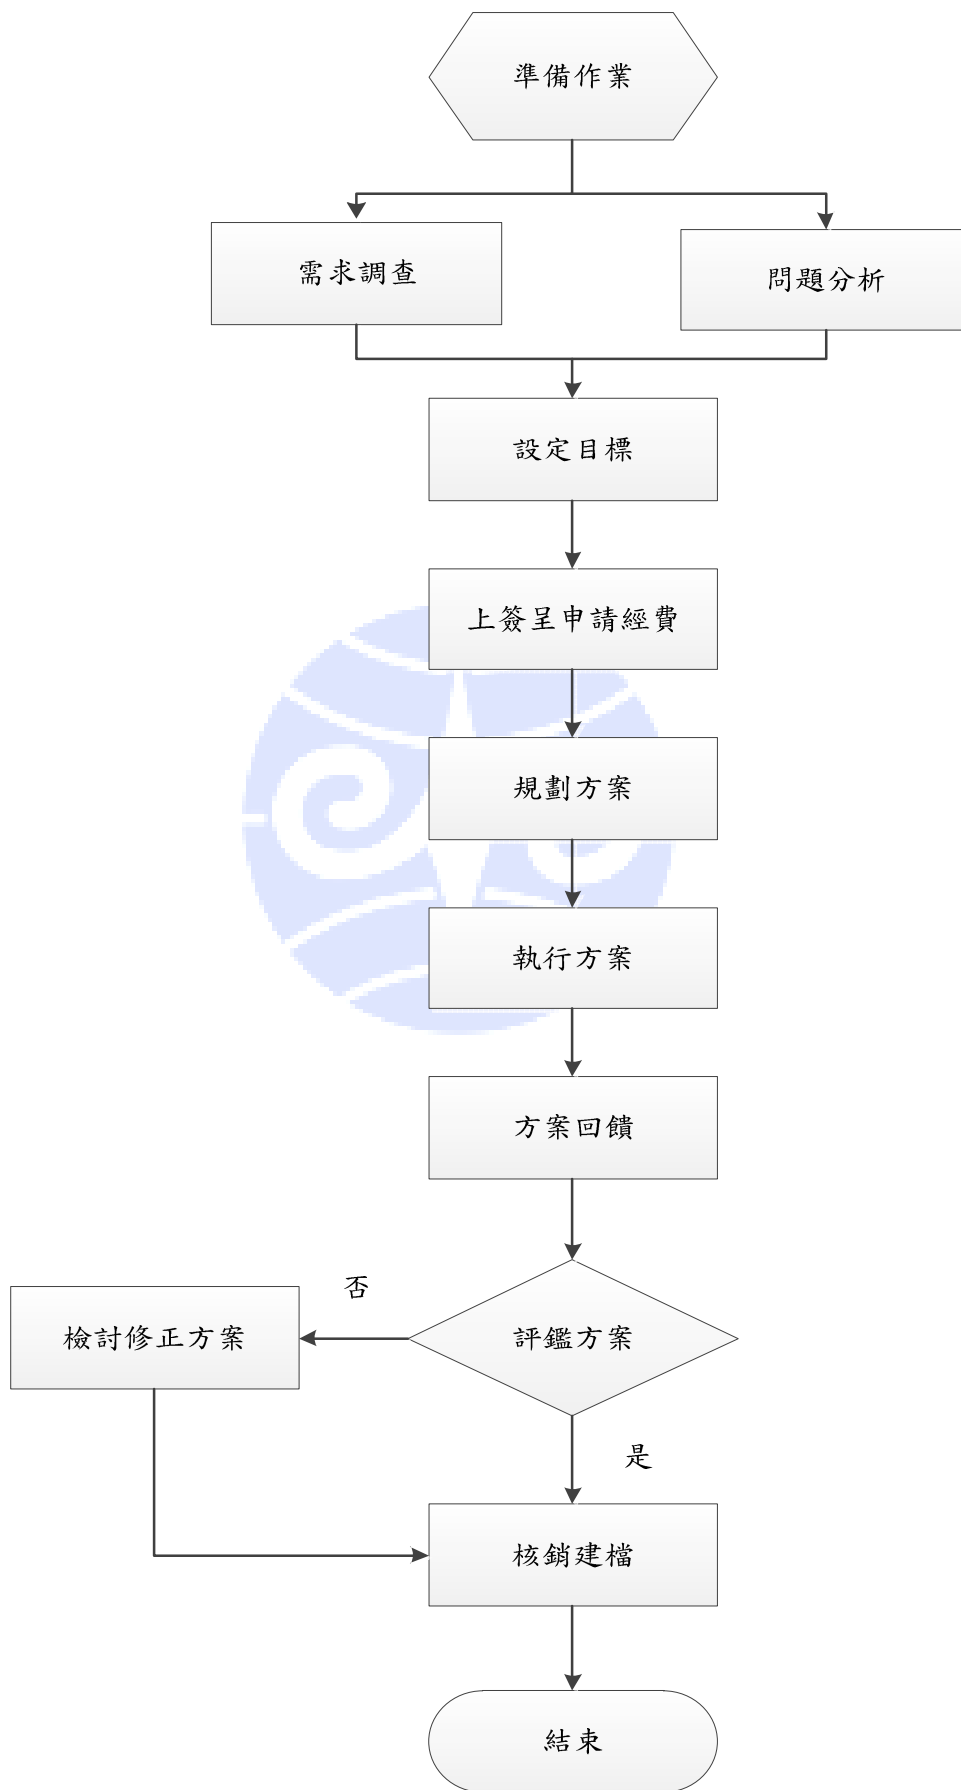 準備作業
需求調查
問題分析
設定目標
上簽呈申請經費
規劃方案
執行方案
方案回饋
否
檢討修正方案
評鑑方案
是
核銷建檔
結束